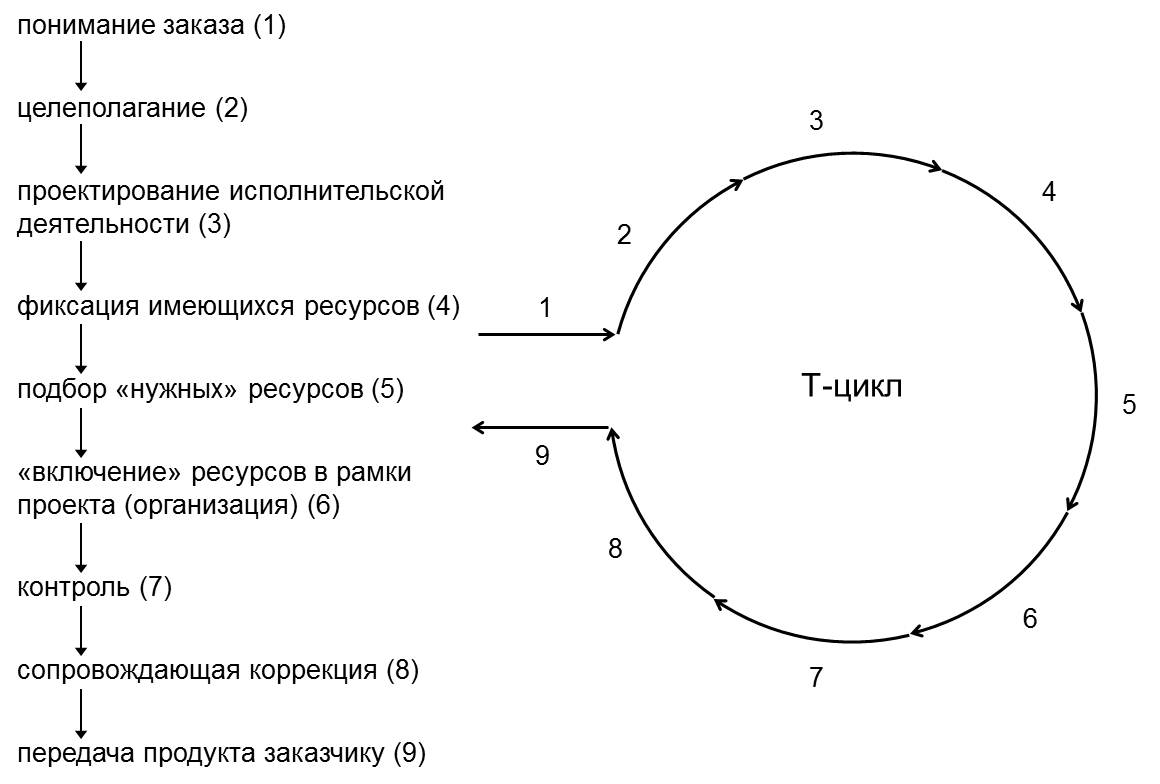 понимание заказа (1)
целеполагание (2)
проектирование исполнительской
деятельности (3)
фиксация имеющихся ресурсов (4)
подбор «нужных» ресурсов (5)
«включение» ресурсов в рамки
проекта (организация) (6)
контроль (7)
сопровождающая коррекция (8)
передача продукта заказчику (9)
1
2
3
4
5
6
7
8
9
Т-цикл